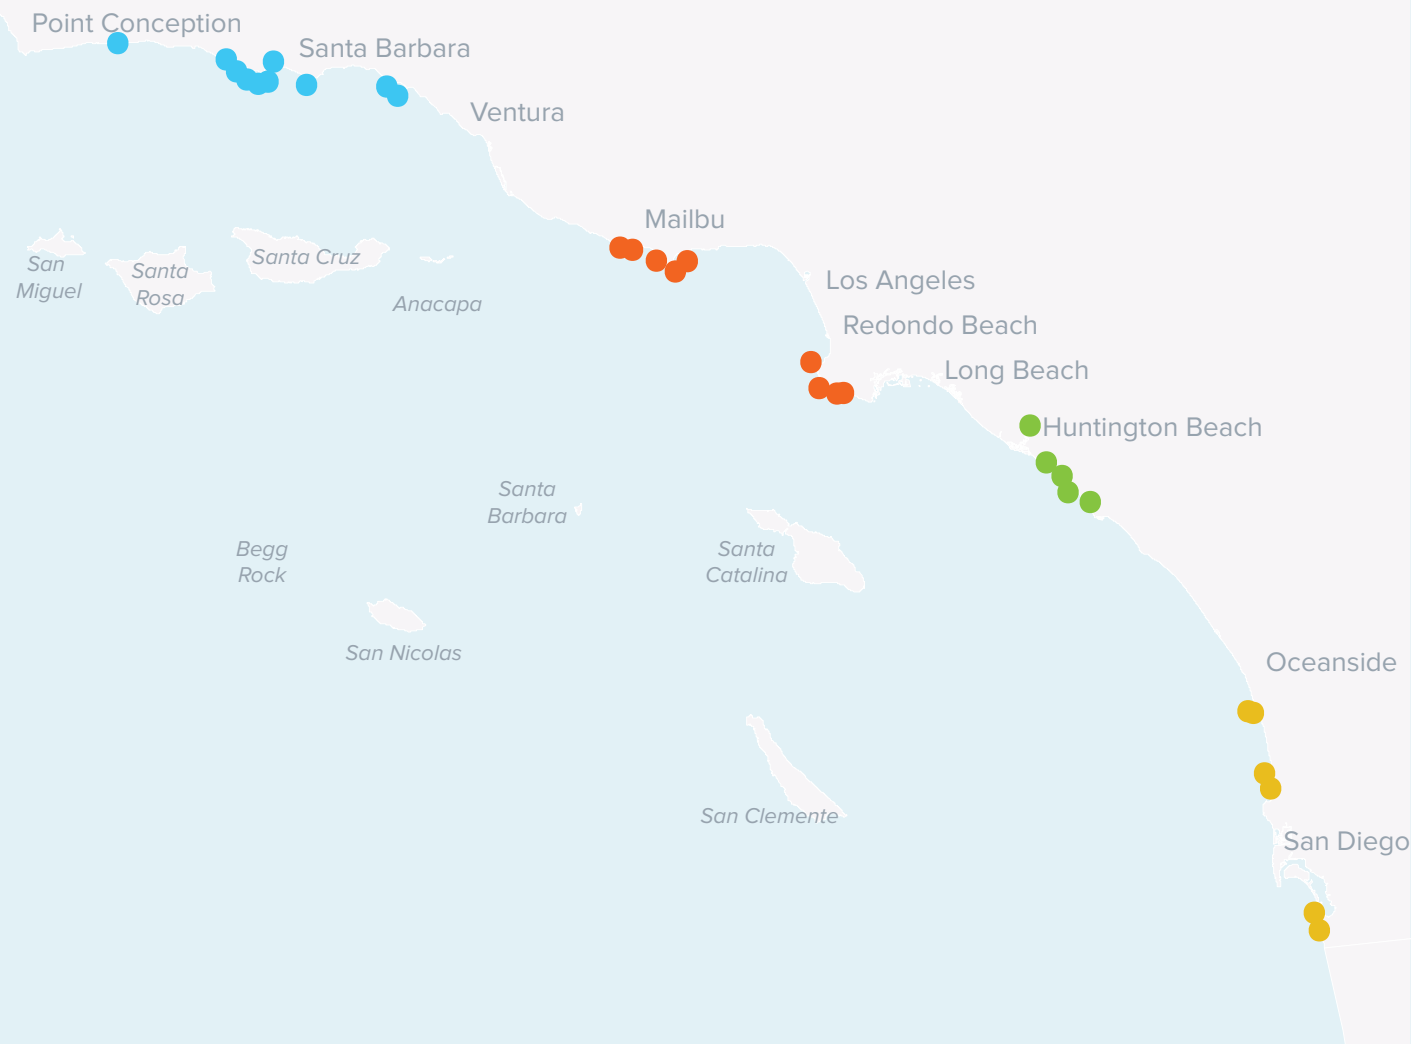 Point Conception
Santa Barbara
Ventura
Mailbu
Santa Cruz
San
Miguel
Santa
Rosa
Anacapa
Los Angeles
Redondo Beach
Long Beach
Huntington Beach
Santa
Barbara
Begg
Rock
Santa
Catalina
San Nicolas
Oceanside
San Clemente
San Diego